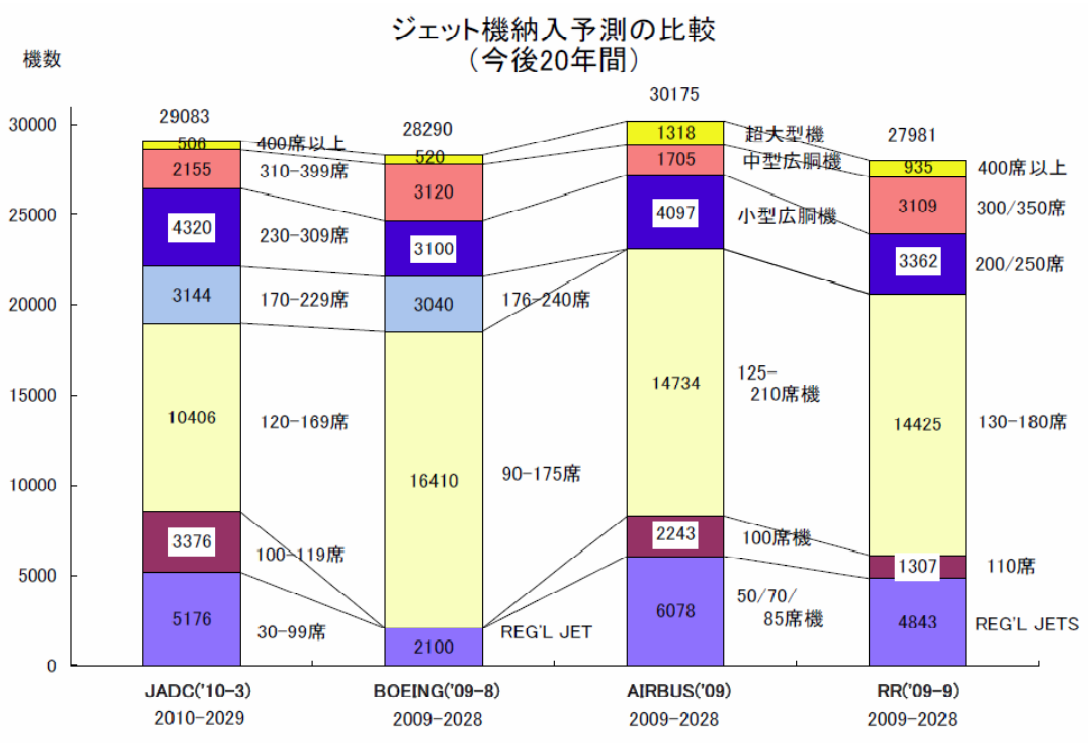 ジェット機納入予測の比較
（今後20年間）
機数
30000
25000
20000
15000
10000
5000
0
29083
506
400席以上
2155
310-399席
4320
230-309席
3144
170-229席
10406
120-169席
3376
100-119席
5176
30-99席
JADC('10-3)
2010-2029
28290
520
3120
3100
3040
176-240席
16410
90-175席
2100
REG'L JET
BOEING('09-8)
2009-2028
30175
1318
超大型機
1705
中型広胴機
4097
小型広胴機
14734
125-
210席機
2243
100席機
6078
50/70/
85席機
AIRBUS('09)
2009-2028
27981
935
400席以上
3109
300/350席
3362
200/250席
14425
130-180席
1307
110席
4843
REG'L JETS
RR('09-9)
2009-2028